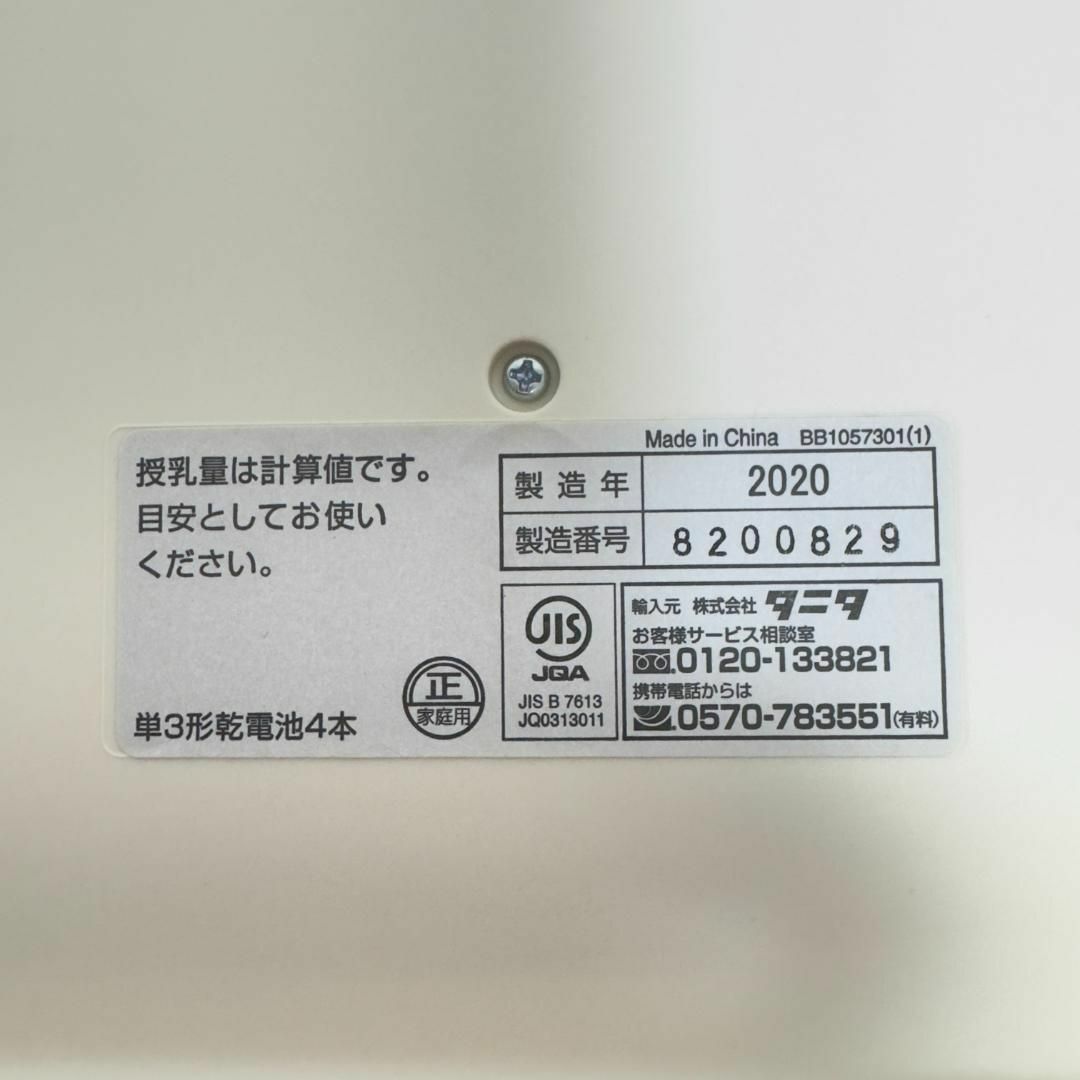 Made in China BB1057301(1)
授乳量は計算値です。
目安としてお使い
ください。
単3形乾電池4本
正
家庭用
製造年 2020
製造番号 8200829
JIS
JQA
JIS B 7613
JQ0313011
輸入元 株式会社 タニタ
お客様サービス相談室
0120-133821
携帯電話からは
0570-783551(有料)